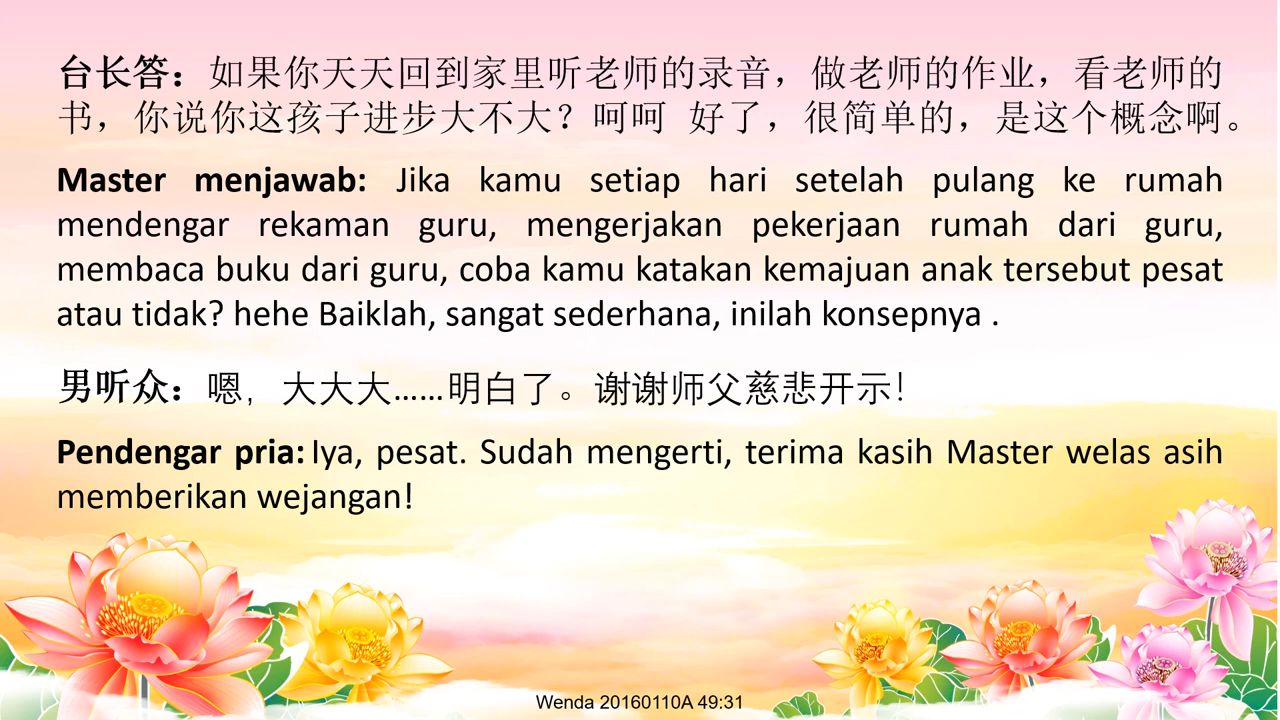 台长答：如果你天天回到家里听老师的录音，做老师的作业，看老师的
书，你说你这孩子进步大不大？呵呵 好了，很简单的，是这个概念啊。
Master menjawab: Jika kamu setiap hari setelah pulang ke rumah
mendengar rekaman guru, mengerjakan pekerjaan rumah dari guru,
membaca buku dari guru, coba kamu katakan kemajuan anak tersebut pesat
atau tidak? hehe Baiklah, sangat sederhana, inilah konsepnya .
男听众：嗯，大大大……明白了。谢谢师父慈悲开示！
Pendengar pria: Iya, pesat. Sudah mengerti, terima kasih Master welas asih
memberikan wejangan!
Wenda 20160110A 49:31